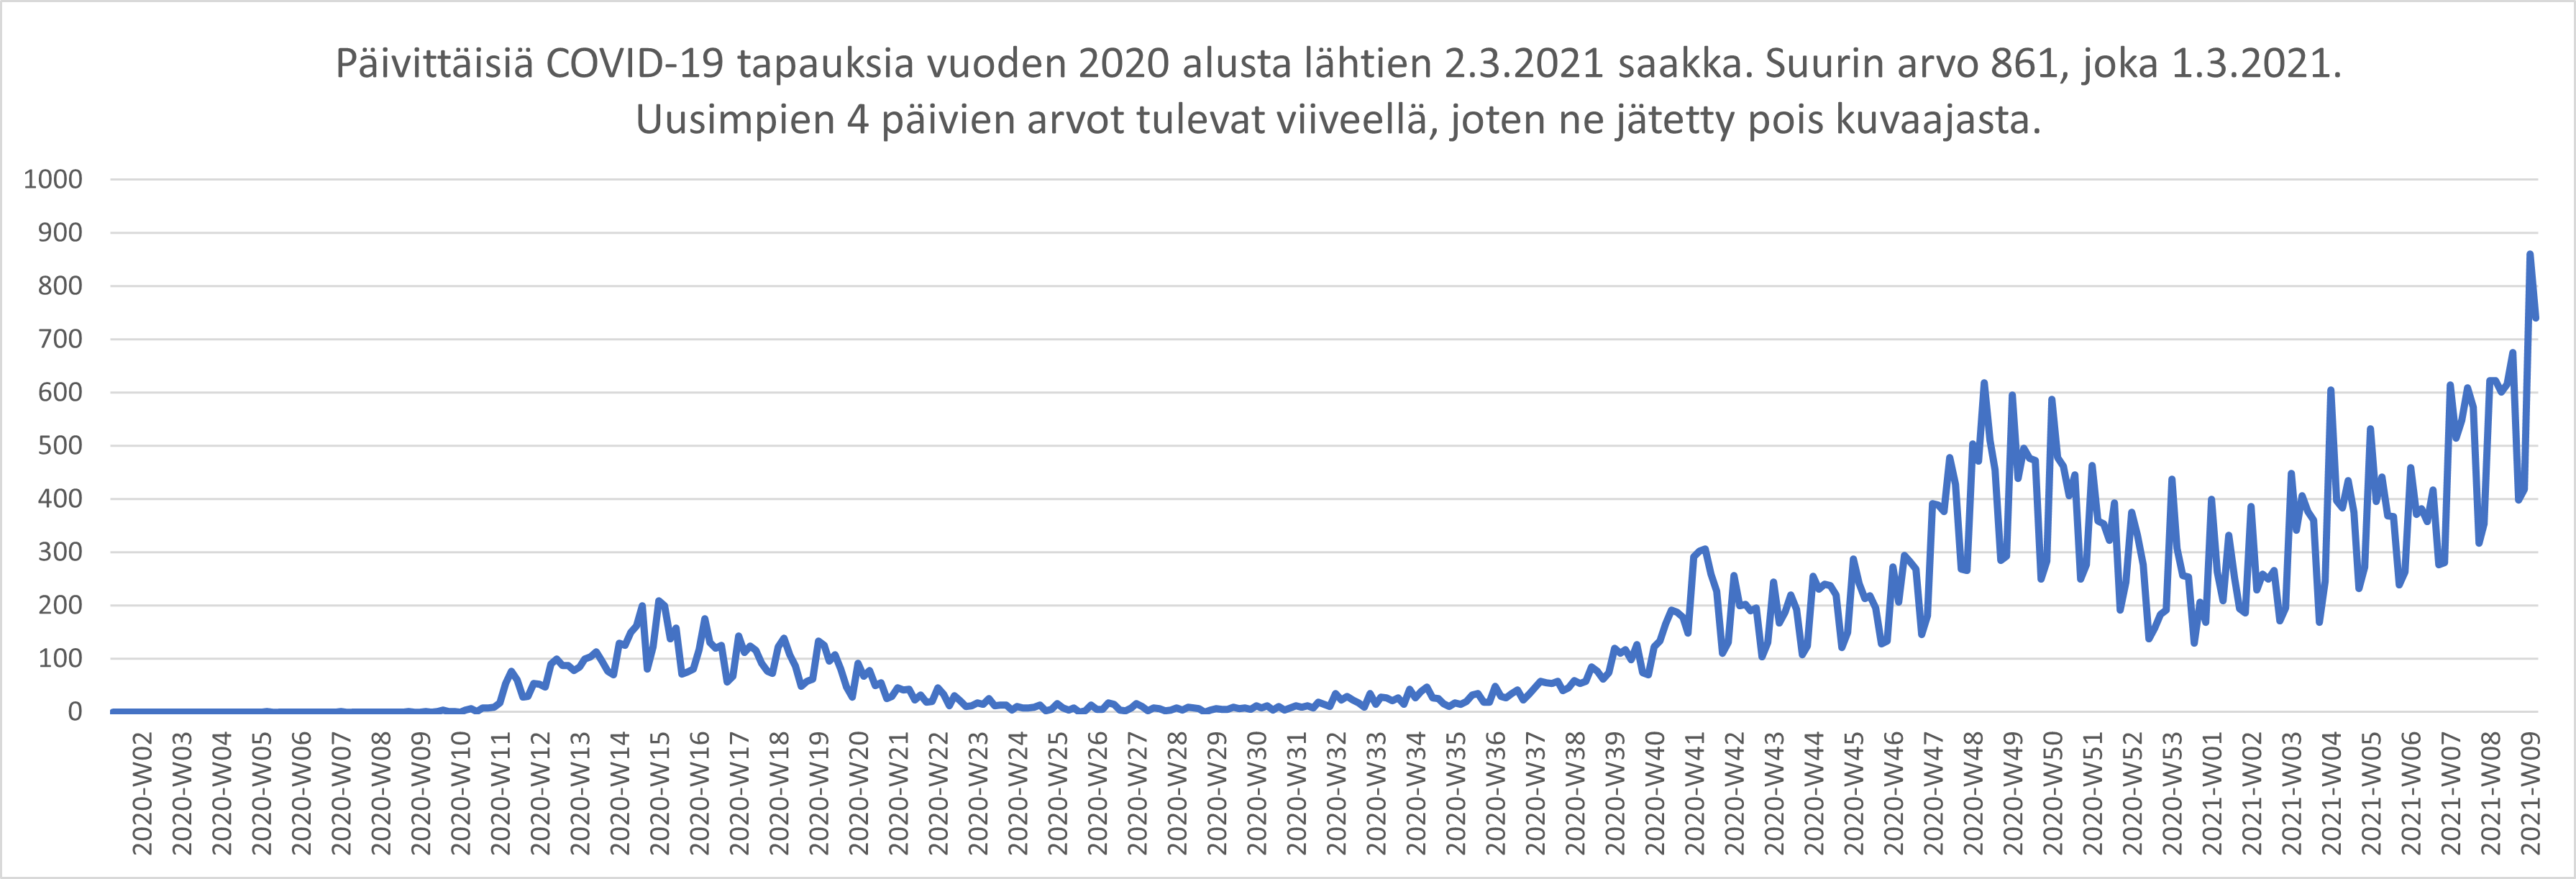 Päivittäisiä COVID-19 tapauksia vuoden 2020 alusta lähtien 2.3.2021 saakka. Suurin arvo 861, joka 1.3.2021.
Uusimpien 4 päivien arvot tulevat viiveellä, joten ne jätetty pois kuvaajasta.
1000
900
800
700
600
500
400
300
200
100
0
2020-W02
2020-W03
2020-W04
2020-W05
2020-W06
2020-W07
2020-W08
2020-W09
2020-W10
2020-W11
2020-W12
2020-W13
2020-W14
2020-W15
2020-W16
2020-W17
2020-W18
2020-W19
2020-W20
2020-W21
2020-W22
2020-W23
2020-W24
2020-W25
2020-W26
2020-W27
2020-W28
2020-W29
2020-W30
2020-W31
2020-W32
2020-W33
2020-W34
2020-W35
2020-W36
2020-W37
2020-W38
2020-W39
2020-W40
2020-W41
2020-W42
2020-W43
2020-W44
2020-W45
2020-W46
2020-W47
2020-W48
2020-W49
2020-W50
2020-W51
2020-W52
2020-W53
2021-W01
2021-W02
2021-W03
2021-W04
2021-W05
2021-W06
2021-W07
2021-W08
2021-W09